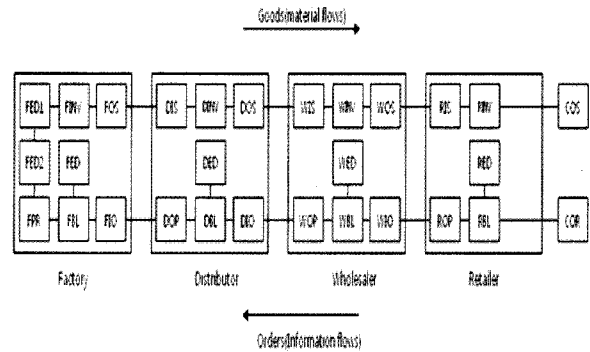 Goods(material flows)
FED1 FINV FOS DIS DINV DOS WIS WINV WOS RIS RINV COS
FED2 FED DED WED RED
FPR FBL FIO DOP DBL DIO WOP WBL WIO ROP RBL COR
Factory Distributor Wholesaler Retailer
Orders(Information flows)